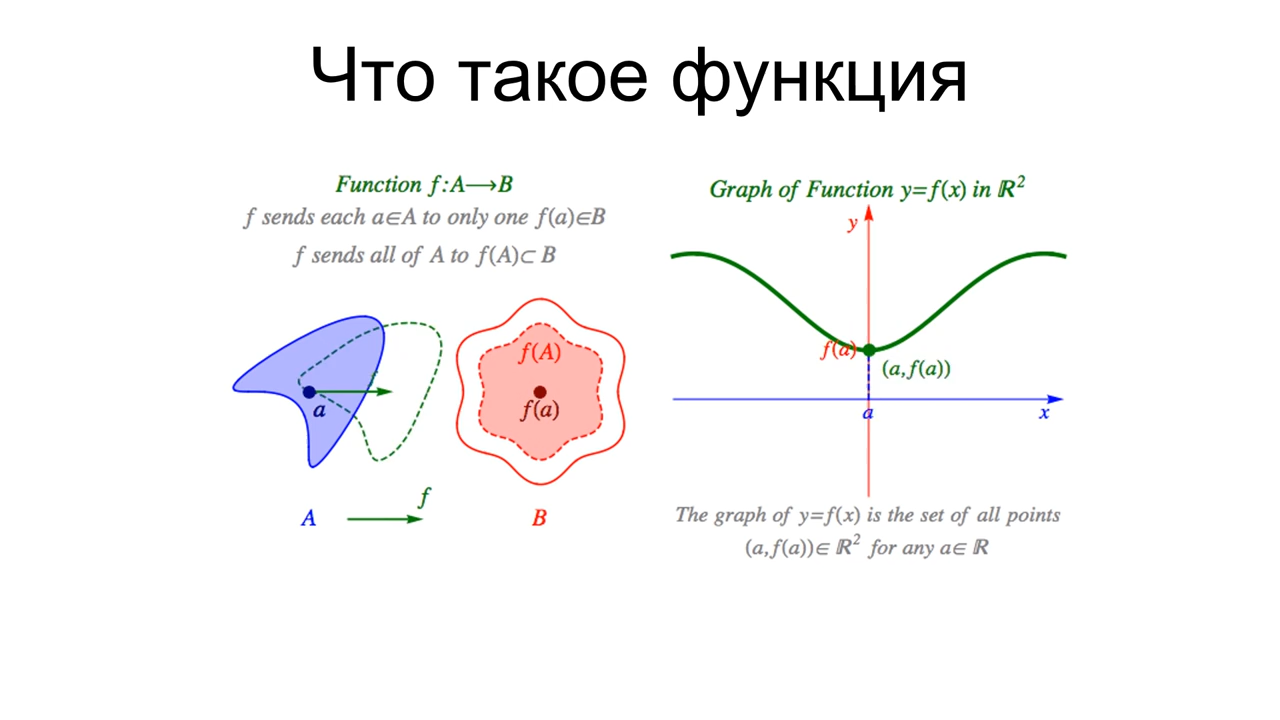 Что такое функция
Function f:A⟶B
f sends each a∈A to only one f(a)∈B
f sends all of A to f(A)⊂ B
f(A)
f
a
f(a)
f
A
B
Graph of Function y=f(x) in ℝ²
y
f(a)
(a,f(a))
a
x
The graph of y=f(x) is the set of all points
(a,f(a))∈ ℝ² for any a∈ ℝ